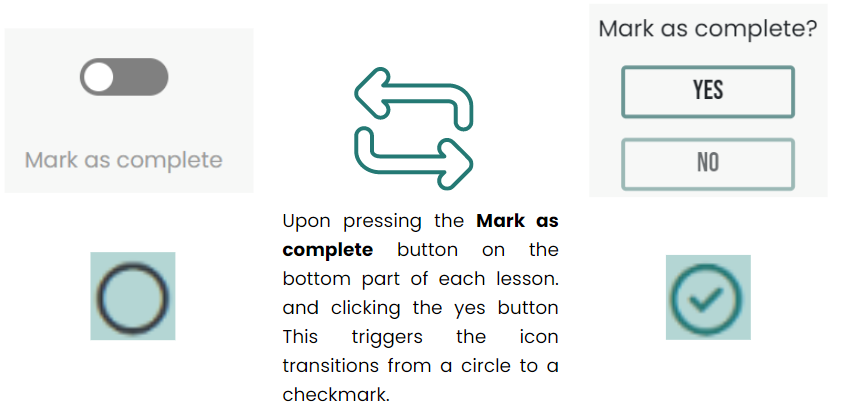 Mark as complete
Mark as complete?
YES
NO
Upon pressing the Mark as
complete button on the
bottom part of each lesson.
and clicking the yes button
This triggers the icon
transitions from a circle to a
checkmark.